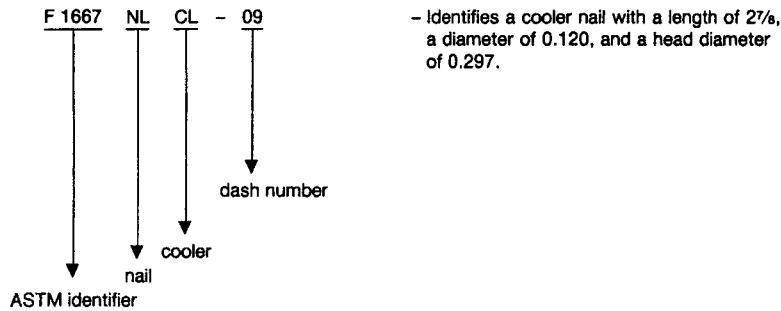 F 1667 NL CL - 09
– Identifies a cooler nail with a length of 2⅞,
a diameter of 0.120, and a head diameter
of 0.297.
dash number
cooler
nail
ASTM identifier